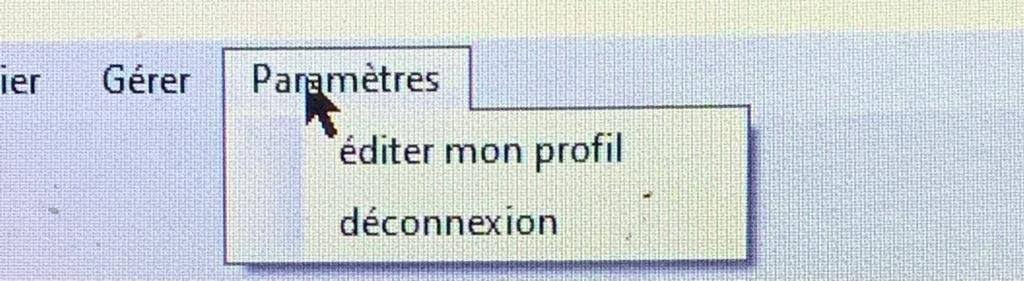 ier Gérer Paramètres
éditer mon profil
déconnexion